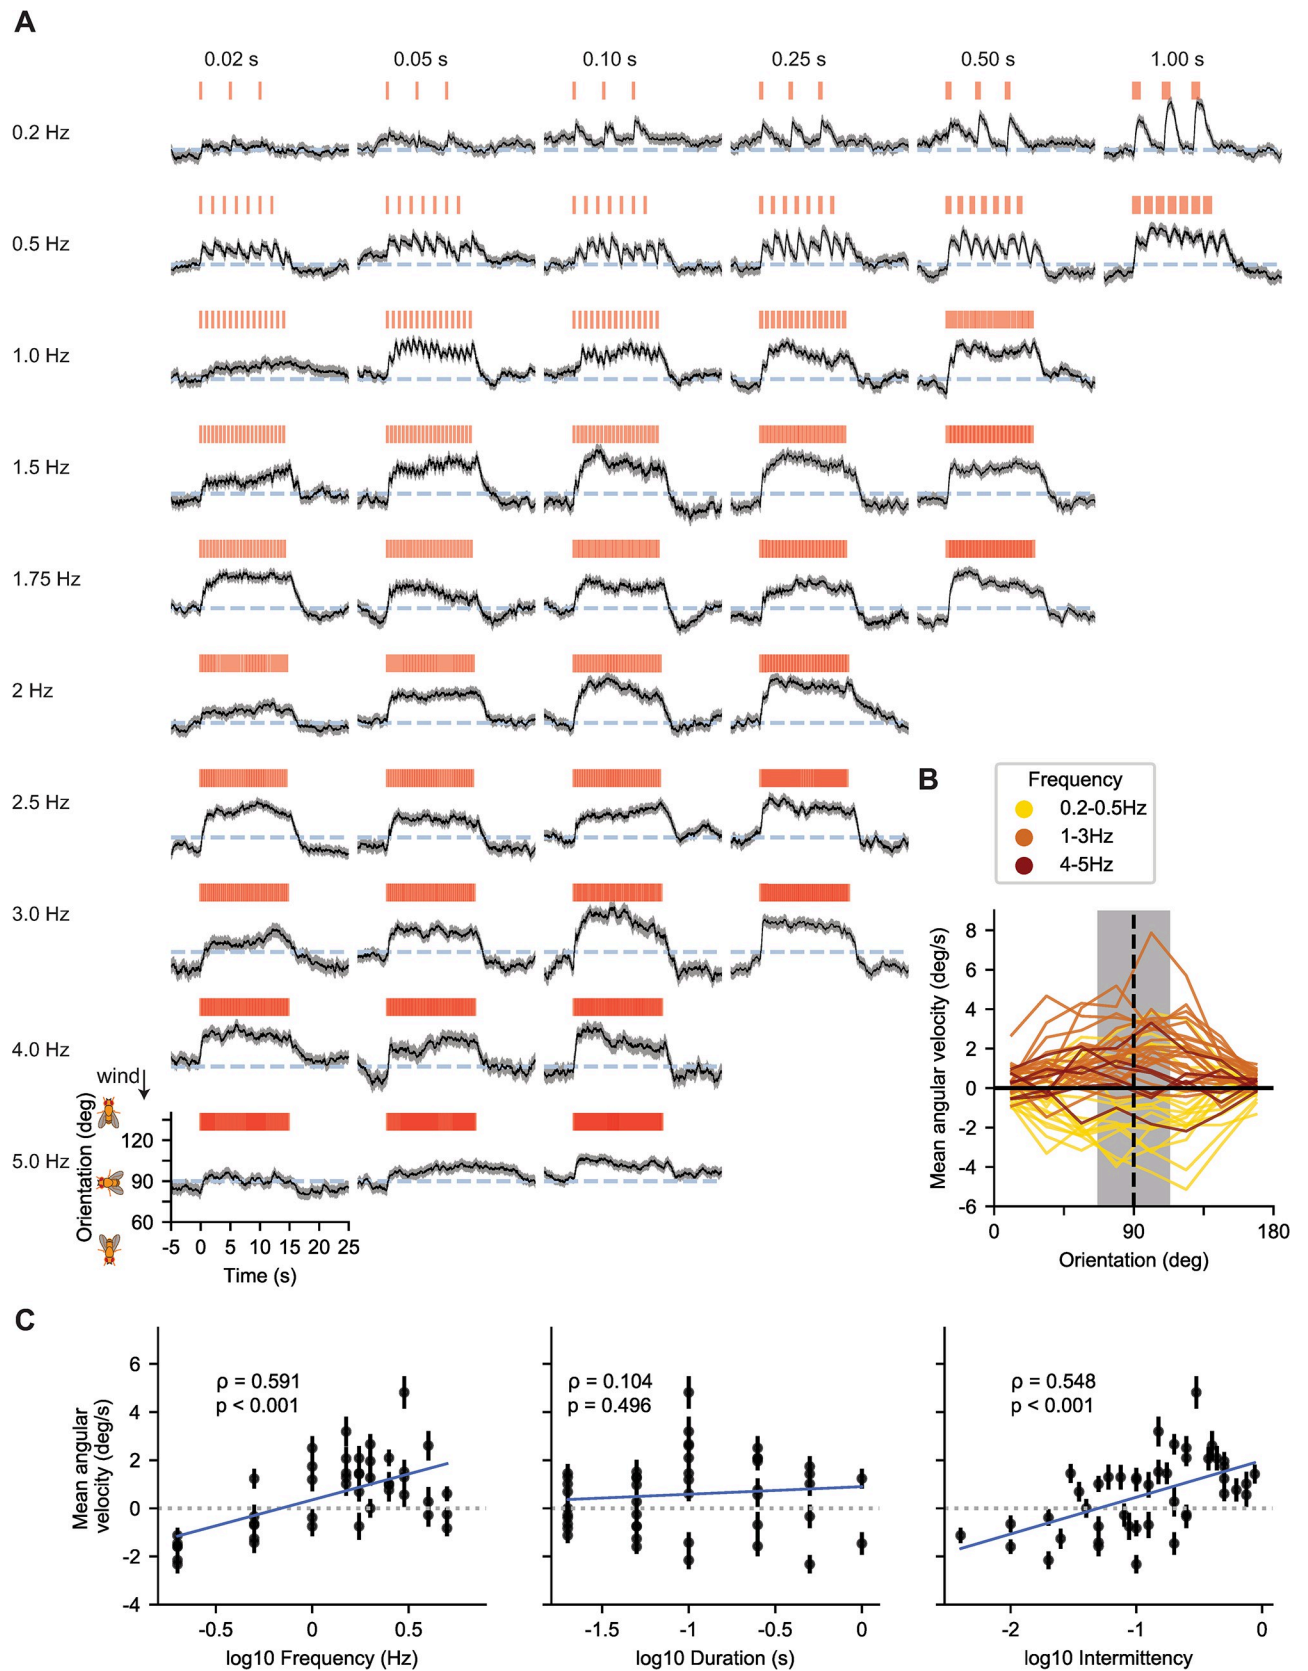 A
0.02 s 0.05 s 0.10 s 0.25 s 0.50 s 1.00 s
0.2 Hz
0.5 Hz
1.0 Hz
1.5 Hz
1.75 Hz
2 Hz
2.5 Hz
3.0 Hz
4.0 Hz
wind
5.0 Hz
Orientation (deg)
120
90
60
-5 0 5 10 15 20 25
Time (s)
B
Frequency
0.2-0.5Hz
1-3Hz
4-5Hz
Mean angular velocity (deg/s)
8
6
4
2
0
-2
-4
-6
0 90 180
Orientation (deg)
C
Mean angular
velocity (deg/s)
6
4
2
0
-2
-4
ρ = 0.591
p < 0.001
-0.5 0 0.5
log10 Frequency (Hz)
ρ = 0.104
p = 0.496
-1.5 -1 -0.5 0
log10 Duration (s)
ρ = 0.548
p < 0.001
-2 -1 0
log10 Intermittency